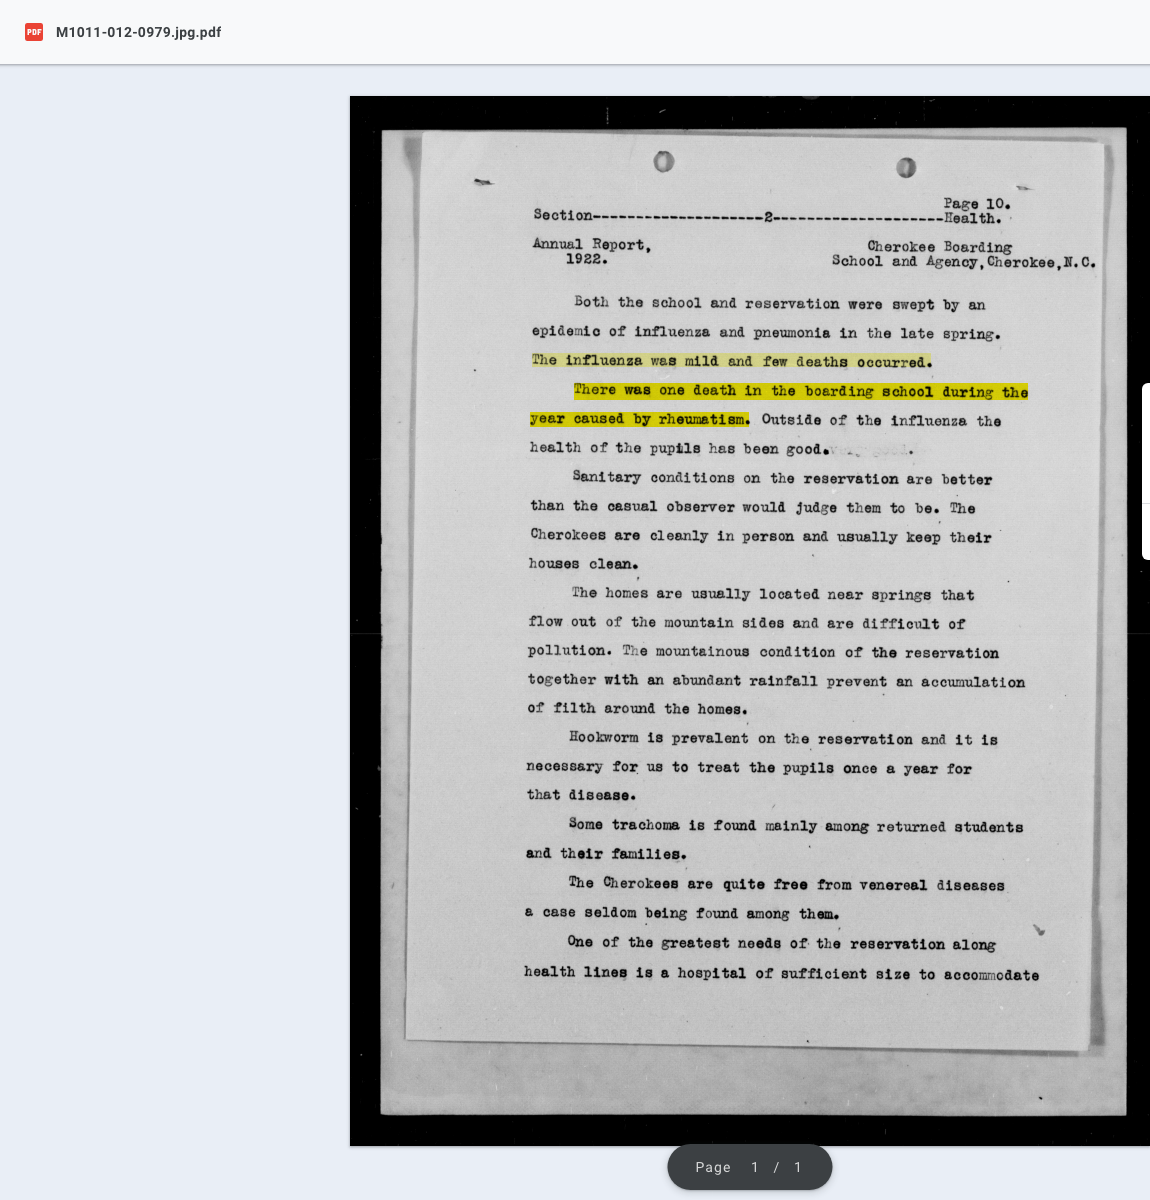 PDF M1011-012-0979.jpg.pdf
Page 10.
Section--------------------2--------------------Health.
Annual Report, Cherokee Boarding
1922. School and Agency,Cherokee,N.C.
Both the school and reservation were swept by an
epidemic of influenza and pneumonia in the late spring.
The influenza was mild and few deaths occurred.
There was one death in the boarding school during the
year caused by rheumatism. Outside of the influenza the
health of the pupils has been good.
Sanitary conditions on the reservation are better
than the casual observer would judge them to be. The
Cherokees are cleanly in person and usually keep their
houses clean.
The homes are usually located near springs that
flow out of the mountain sides and are difficult of
pollution. The mountainous condition of the reservation
together with an abundant rainfall prevent an accumulation
of filth around the homes.
Hookworm is prevalent on the reservation and it is
necessary for us to treat the pupils once a year for
that disease.
Some trachoma is found mainly among returned students
and their families.
The Cherokees are quite free from venereal diseases
a case seldom being found among them.
One of the greatest needs of the reservation along
health lines is a hospital of sufficient size to accommodate
Page 1 / 1